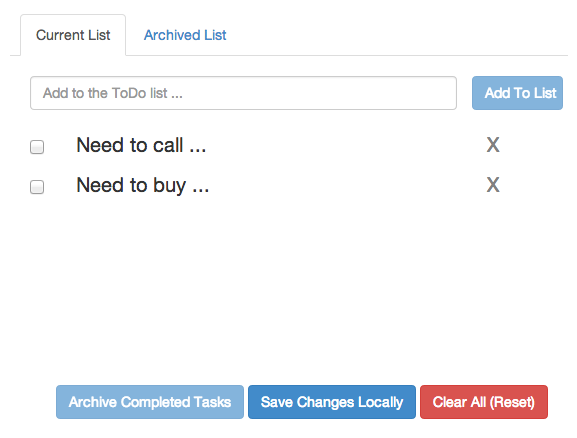 Current List Archived List
Add to the ToDo list ... Add To List
Need to call ... X
Need to buy ... X
Archive Completed Tasks Save Changes Locally Clear All (Reset)